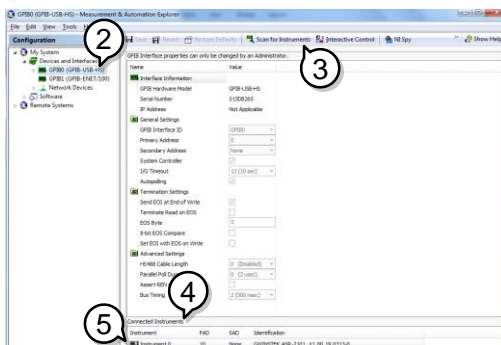 GPIB0 (GPIB-USB-HS) - Measurement & Automation Explorer
File Edit View Tools H
Configuration
Save Refresh Restore Defaults Scan for Instruments Interactive Control NI Spy Show Help
2
3
My System
Devices and Interfaces
GPIB0 (GPIB-USB-HS)
GPIB1 (GPIB-ENET/100)
Network Devices
Software
Remote Systems
GPIB Interface properties can only be changed by an Administrator.
Name Value
Interface Information
GPIB Hardware Model GPIB-USB-HS
Serial Number 015D8265
IP Address Not Applicable
General Settings
GPIB Interface ID GPIB0
Primary Address 0
Secondary Address None
System Controller
I/O Timeout 13 (10 sec)
Autopolling
Termination Settings
Send EOI at End of Write
Terminate Read on EOS
EOS Byte 0
8-bit EOS Compare
Set EOI with EOS on Write
Advanced Settings
HS488 Cable Length 0 (Disabled)
Parallel Poll Du 0 (2 usec)
Assert REN
Bus Timing 2 (500 nsec)
4
5
Connected Instruments
Instrument PAD SAD Identification
Instrument 0 10 None